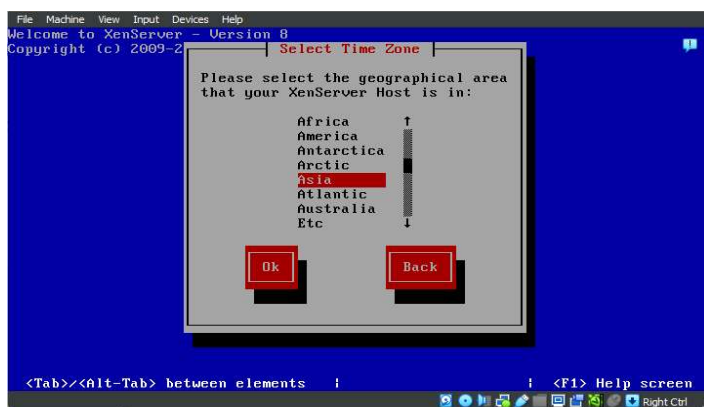 File Machine View Input Devices Help
Welcome to XenServer - Version 8
Copyright (c) 2009-2
Select Time Zone
Please select the geographical area
that your XenServer Host is in:
Africa
America
Antarctica
Arctic
Asia
Atlantic
Australia
Etc
Ok Back
<Tab>/<Alt-Tab> between elements | | <F1> Help screen
Right Ctrl